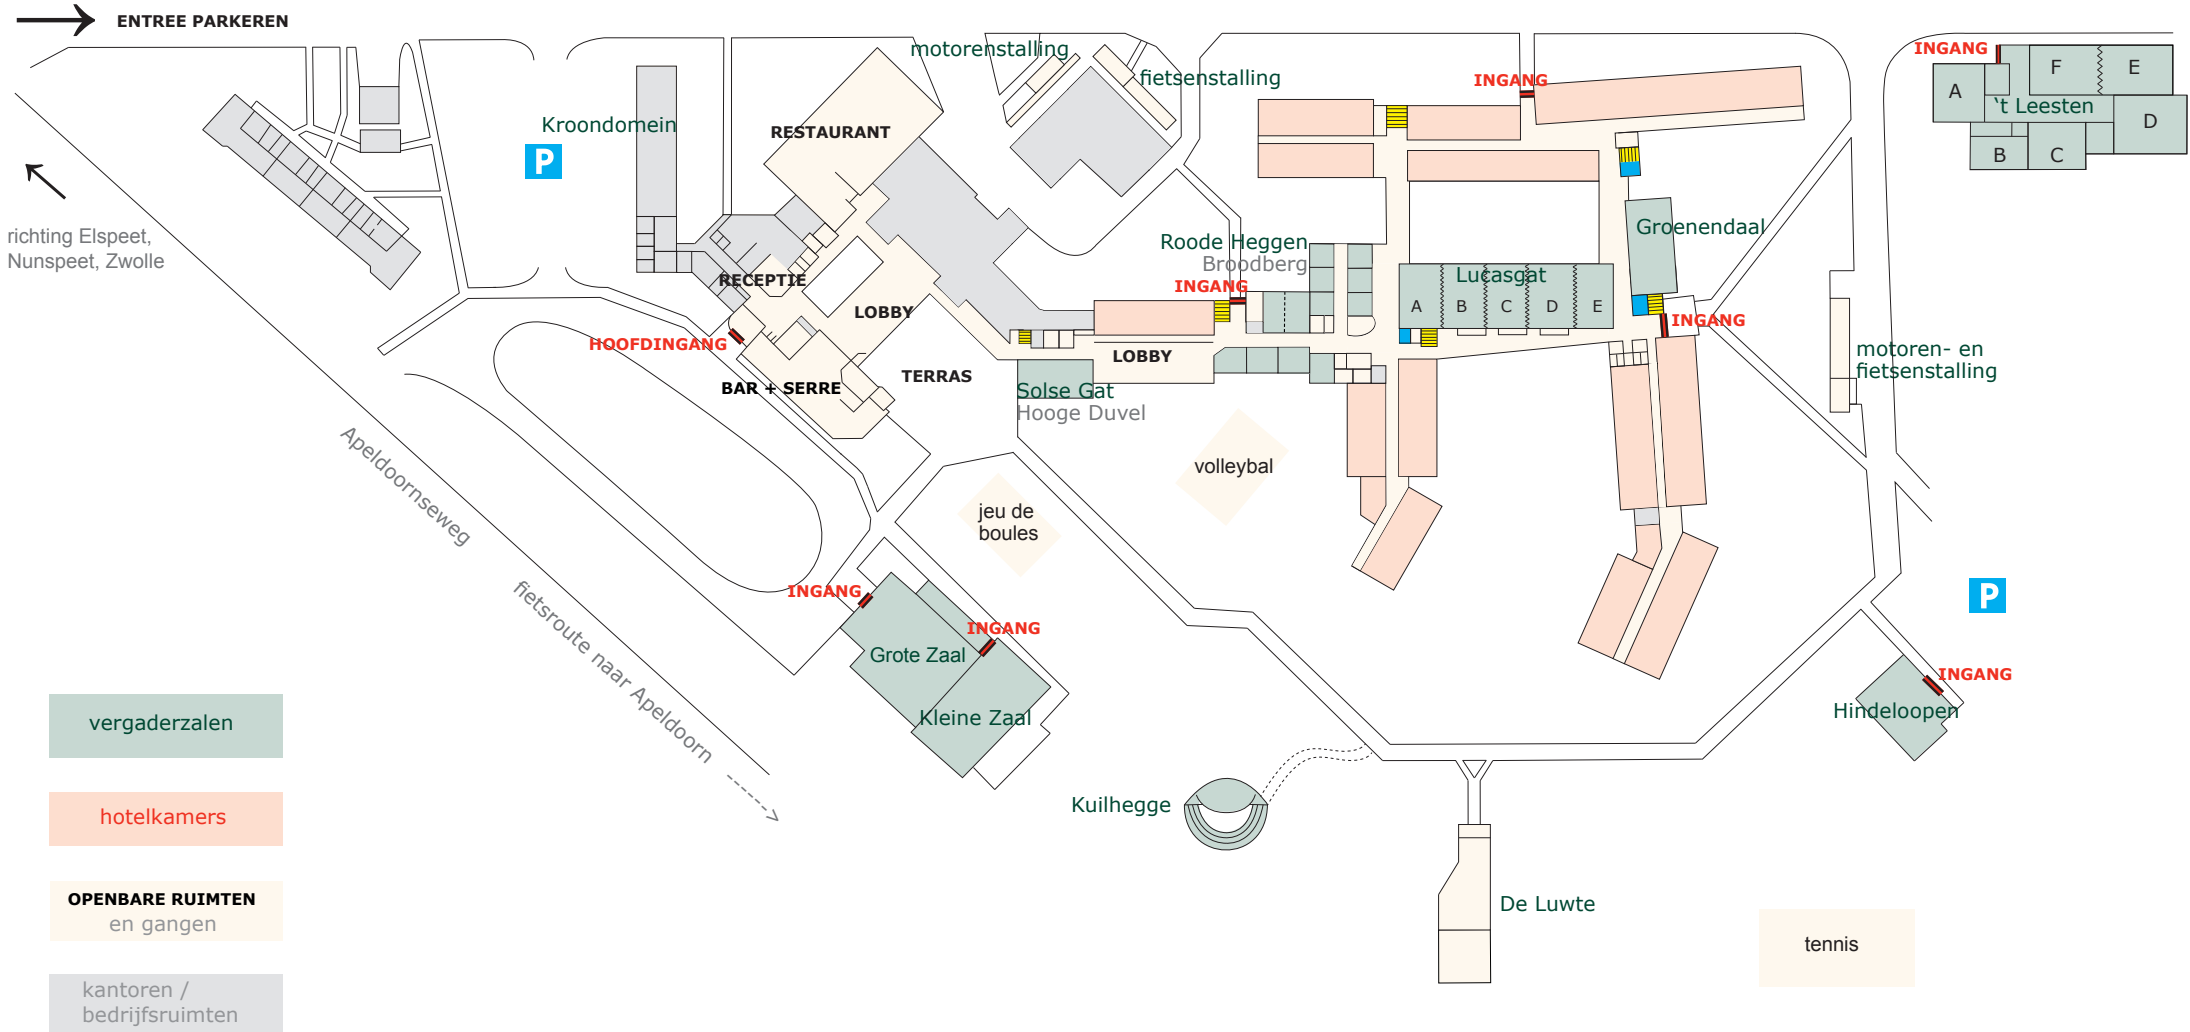 ENTREE PARKEREN
richting Elspeet,
Nunspeet, Zwolle
Kroondomein
P
RESTAURANT
motorenstalling
fietsenstalling
RECEPTIE
LOBBY
HOOFDINGANG
BAR + SERRE
TERRAS
Roode Heggen
Broodberg
INGANG
LOBBY
Solse Gat
Hooge Duvel
INGANG
Lucasgat
A
B
C
D
E
Groenendaal
INGANG
motoren- en
fietsenstalling
INGANG
F
E
A
't Leesten
D
B
C
Apeldoornseweg
fietsroute naar Apeldoorn
volleybal
jeu de
boules
INGANG
INGANG
Grote Zaal
Kleine Zaal
P
INGANG
Hindeloopen
Kuilhegge
De Luwte
tennis
vergaderzalen
hotelkamers
OPENBARE RUIMTEN
en gangen
kantoren /
bedrijfsruimten